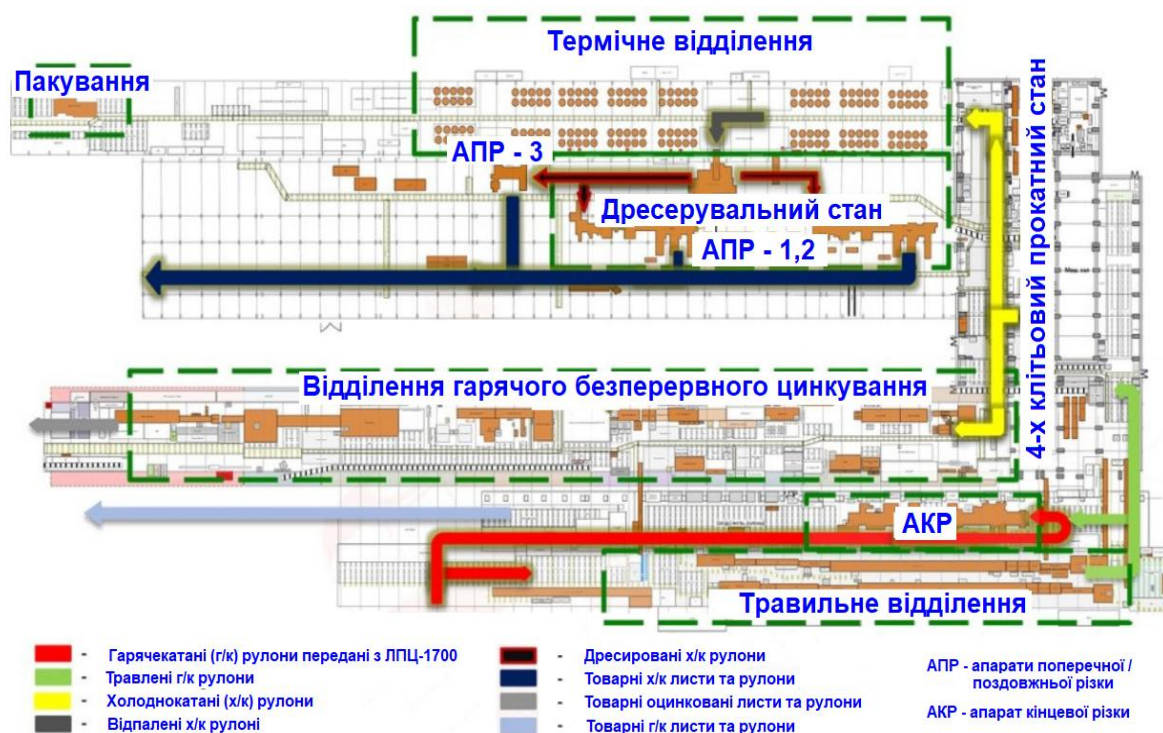 Термічне відділення
Пакування
АПР - 3
Дресерувальний стан
АПР - 1,2
4-х клітьовий прокатний стан
Відділення гарячого безперервного цинкування
АКР
Травильне відділення
- Гарячекатані (г/к) рулони передані з ЛПЦ-1700
- Травлені г/к рулони
- Холоднокатані (х/к) рулони
- Відпалені х/к рулоні
- Дресировані х/к рулони
- Товарні х/к листи та рулони
- Товарні оцинковані листи та рулони
- Товарні г/к листи та рулони
АПР - апарати поперечної /
поздовжньої різки
АКР - апарат кінцевої різки